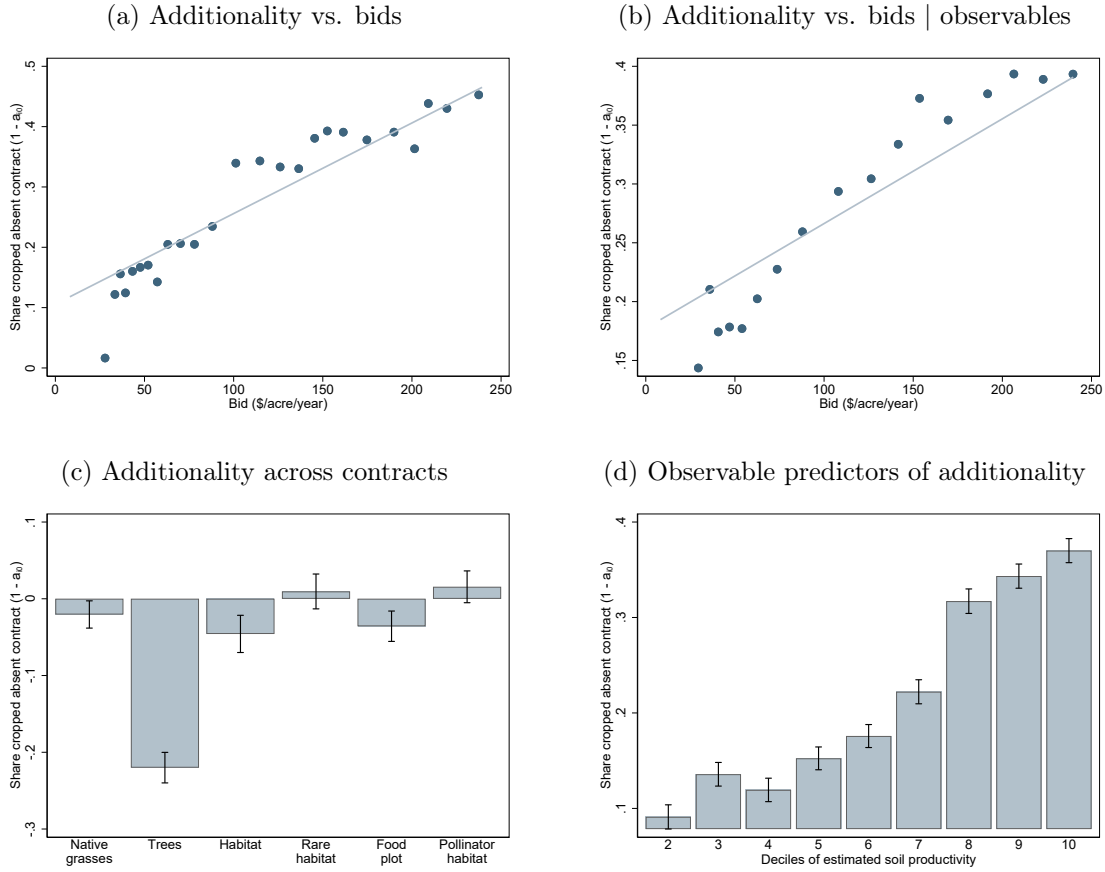 (a) Additionality vs. bids
Share cropped absent contract (1 - a_i0)
.5
.4
.3
.2
.1
0
0 50 100 150 200 250
Bid ($/acre/year)
(b) Additionality vs. bids | observables
Share cropped absent contract (1 - a_i0)
.4
.35
.3
.25
.2
.15
0 50 100 150 200 250
Bid ($/acre/year)
(c) Additionality across contracts
Share cropped absent contract (1 - a_i0)
.1
0
-.1
-.2
-.3
Native grasses
Trees
Habitat
Rare habitat
Food plot
Pollinator habitat
(d) Observable predictors of additionality
Share cropped absent contract (1 - a_i0)
.4
.3
.2
.1
2 3 4 5 6 7 8 9 10
Deciles of estimated soil productivity